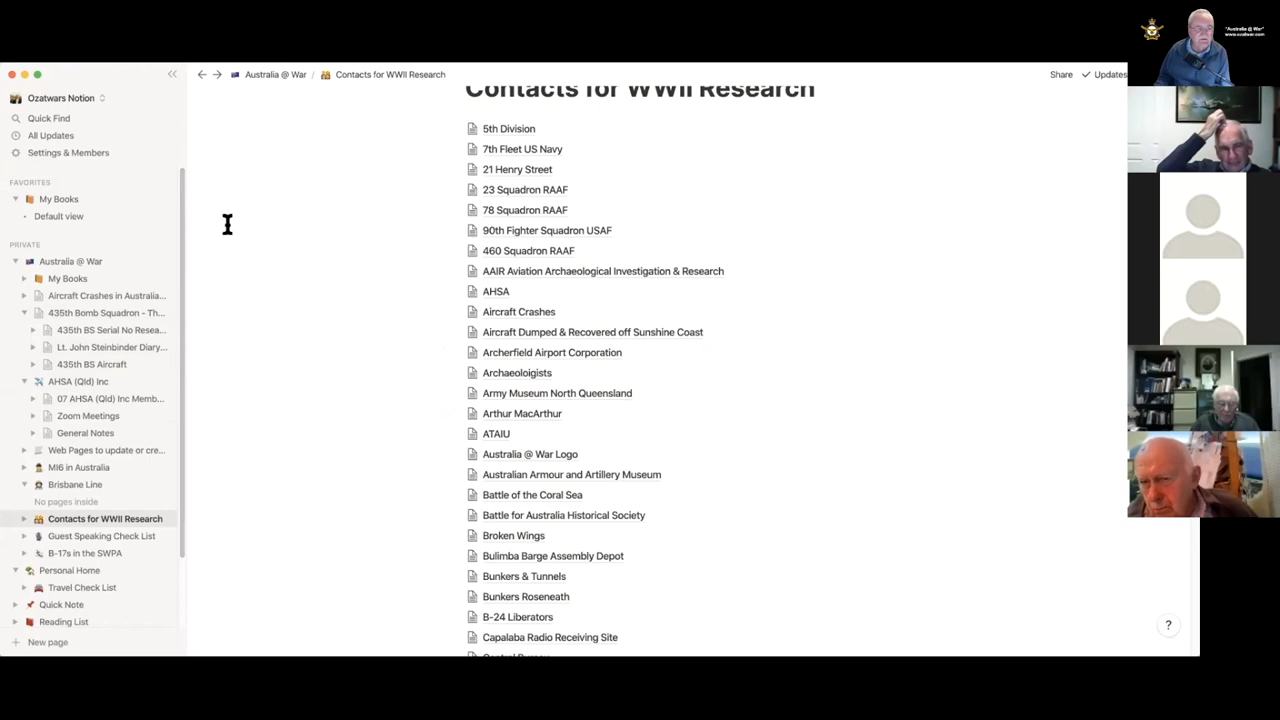 "Australia @ War"
www.ozatwar.com
Australia @ War / Contacts for WWII Research
Share
Updates
Ozatwars Notion
Quick Find
All Updates
Settings & Members
FAVORITES
My Books
Default view
PRIVATE
Australia @ War
My Books
Aircraft Crashes in Australia...
435th Bomb Squadron - Th...
435th BS Serial No Resea...
Lt. John Steinbinder Diary...
435th BS Aircraft
AHSA (Qld) Inc
07 AHSA (Qld) Inc Memb...
Zoom Meetings
General Notes
Web Pages to update or cre...
MI6 in Australia
Brisbane Line
No pages inside
Contacts for WWII Research
Guest Speaking Check List
B-17s in the SWPA
Personal Home
Travel Check List
Quick Note
Reading List
New page
Contacts for WWII Research
5th Division
7th Fleet US Navy
21 Henry Street
23 Squadron RAAF
78 Squadron RAAF
90th Fighter Squadron USAF
460 Squadron RAAF
AAIR Aviation Archaeological Investigation & Research
AHSA
Aircraft Crashes
Aircraft Dumped & Recovered off Sunshine Coast
Archerfield Airport Corporation
Archaeoloigists
Army Museum North Queensland
Arthur MacArthur
ATAIU
Australia @ War Logo
Australian Armour and Artillery Museum
Battle of the Coral Sea
Battle for Australia Historical Society
Broken Wings
Bulimba Barge Assembly Depot
Bunkers & Tunnels
Bunkers Roseneath
B-24 Liberators
Capalaba Radio Receiving Site
?